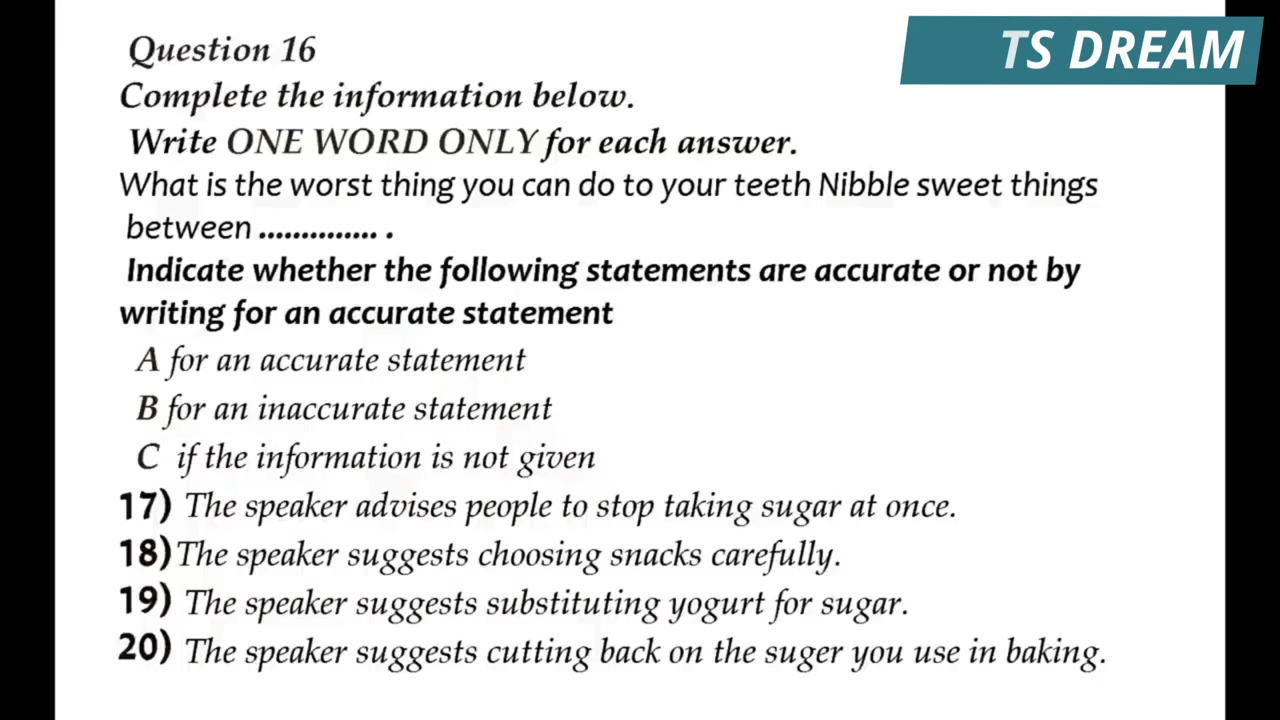 TS DREAM
Question 16
Complete the information below.
Write ONE WORD ONLY for each answer.
What is the worst thing you can do to your teeth Nibble sweet things
between .............. .
Indicate whether the following statements are accurate or not by
writing for an accurate statement
A for an accurate statement
B for an inaccurate statement
C if the information is not given
17) The speaker advises people to stop taking sugar at once.
18) The speaker suggests choosing snacks carefully.
19) The speaker suggests substituting yogurt for sugar.
20) The speaker suggests cutting back on the suger you use in baking.